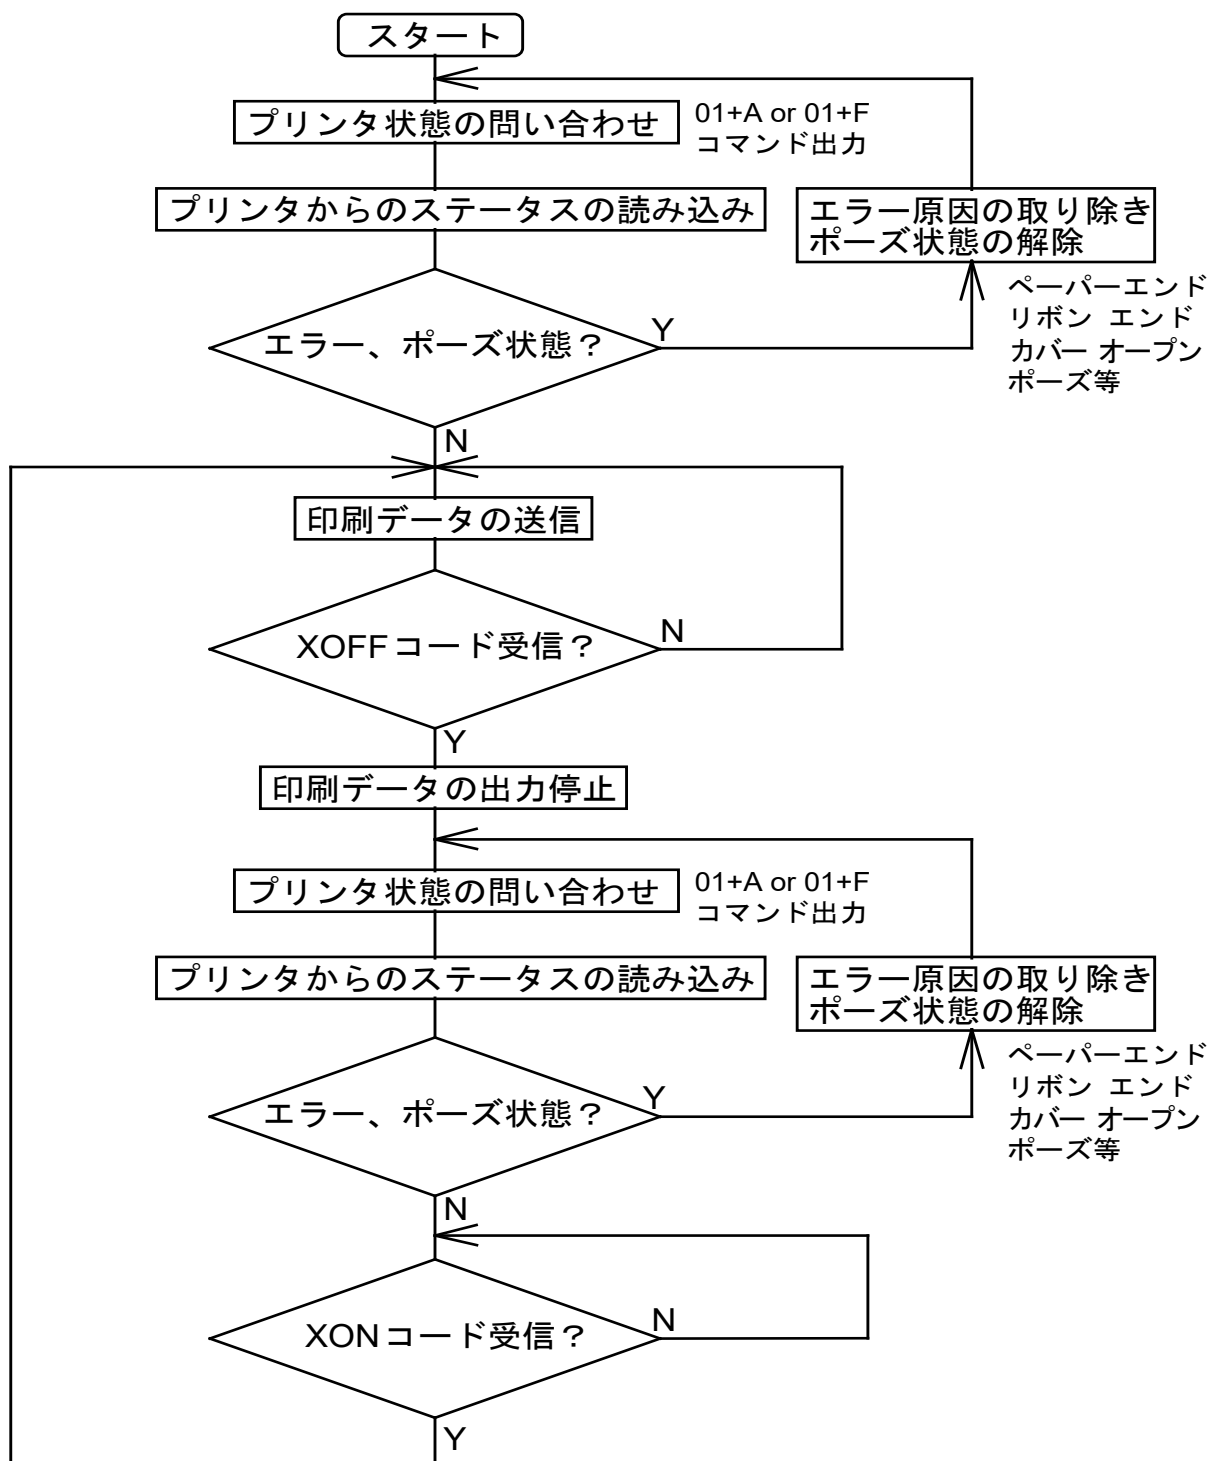 スタート
プリンタ状態の問い合わせ
01+A or 01+F
コマンド出力
プリンタからのステータスの読み込み
エラー原因の取り除き
ポーズ状態の解除
ペーパーエンド
リボン エンド
カバー オープン
ポーズ等
エラー、ポーズ状態？
Y
N
印刷データの送信
XOFFコード受信？
N
Y
印刷データの出力停止
プリンタ状態の問い合わせ
01+A or 01+F
コマンド出力
プリンタからのステータスの読み込み
エラー原因の取り除き
ポーズ状態の解除
ペーパーエンド
リボン エンド
カバー オープン
ポーズ等
エラー、ポーズ状態？
Y
N
XONコード受信？
N
Y